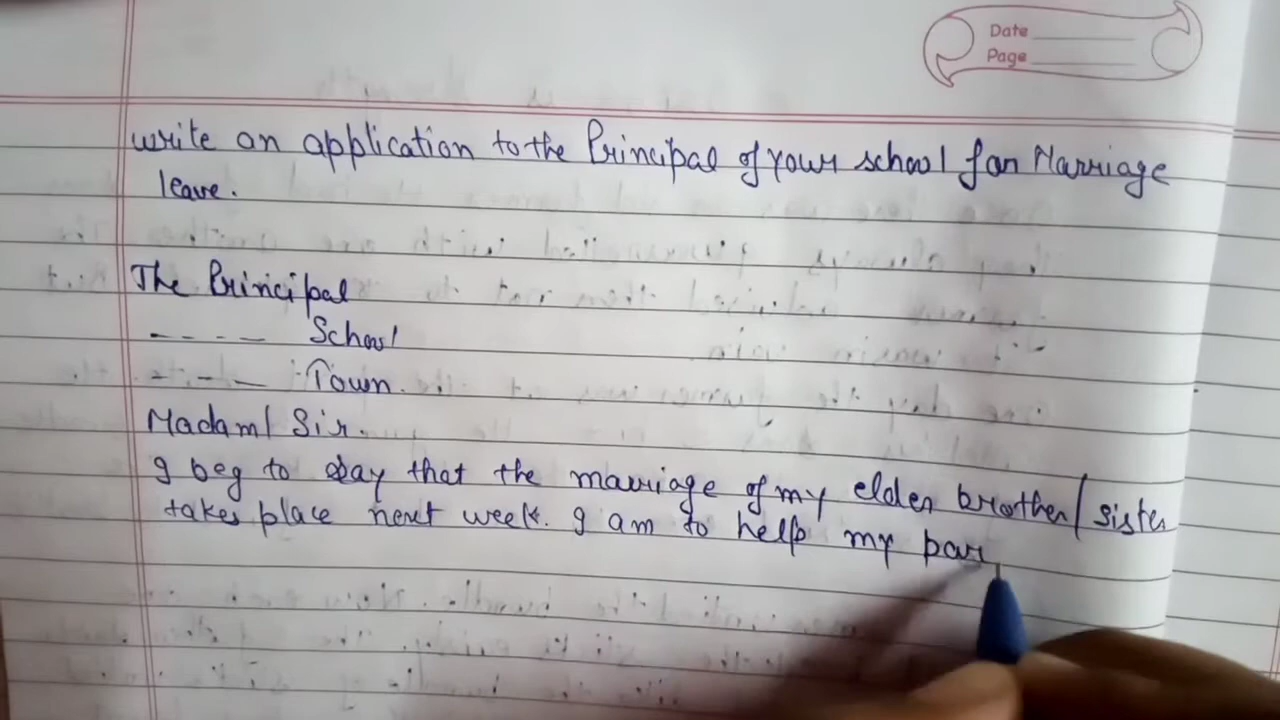 Date
Page
write an application to the Principal of your school for Marriage
leave.
The Principal
---- School
---- Town.
Madam/ Sir.
I beg to say that the marriage of my elder brother/sister
takes place next week. I am to help my par